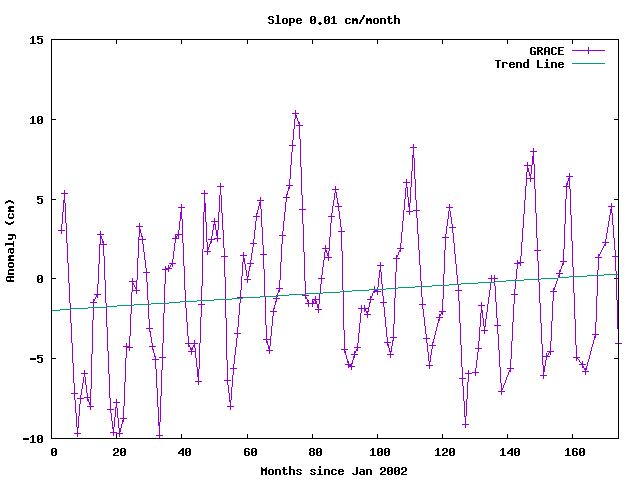 Slope 0.01 cm/month
GRACE
Trend Line
15
10
5
0
-5
-10
Anomaly (cm)
0 20 40 60 80 100 120 140 160
Months since Jan 2002